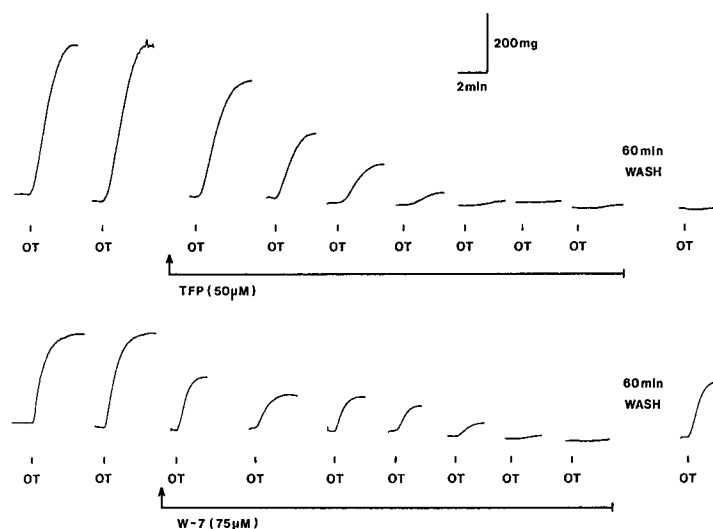 200mg
2min
60min
WASH
OT OT OT OT OT OT OT OT OT OT
TFP (50µM)
60min
WASH
OT OT OT OT OT OT OT OT OT OT
W-7 (75µM)